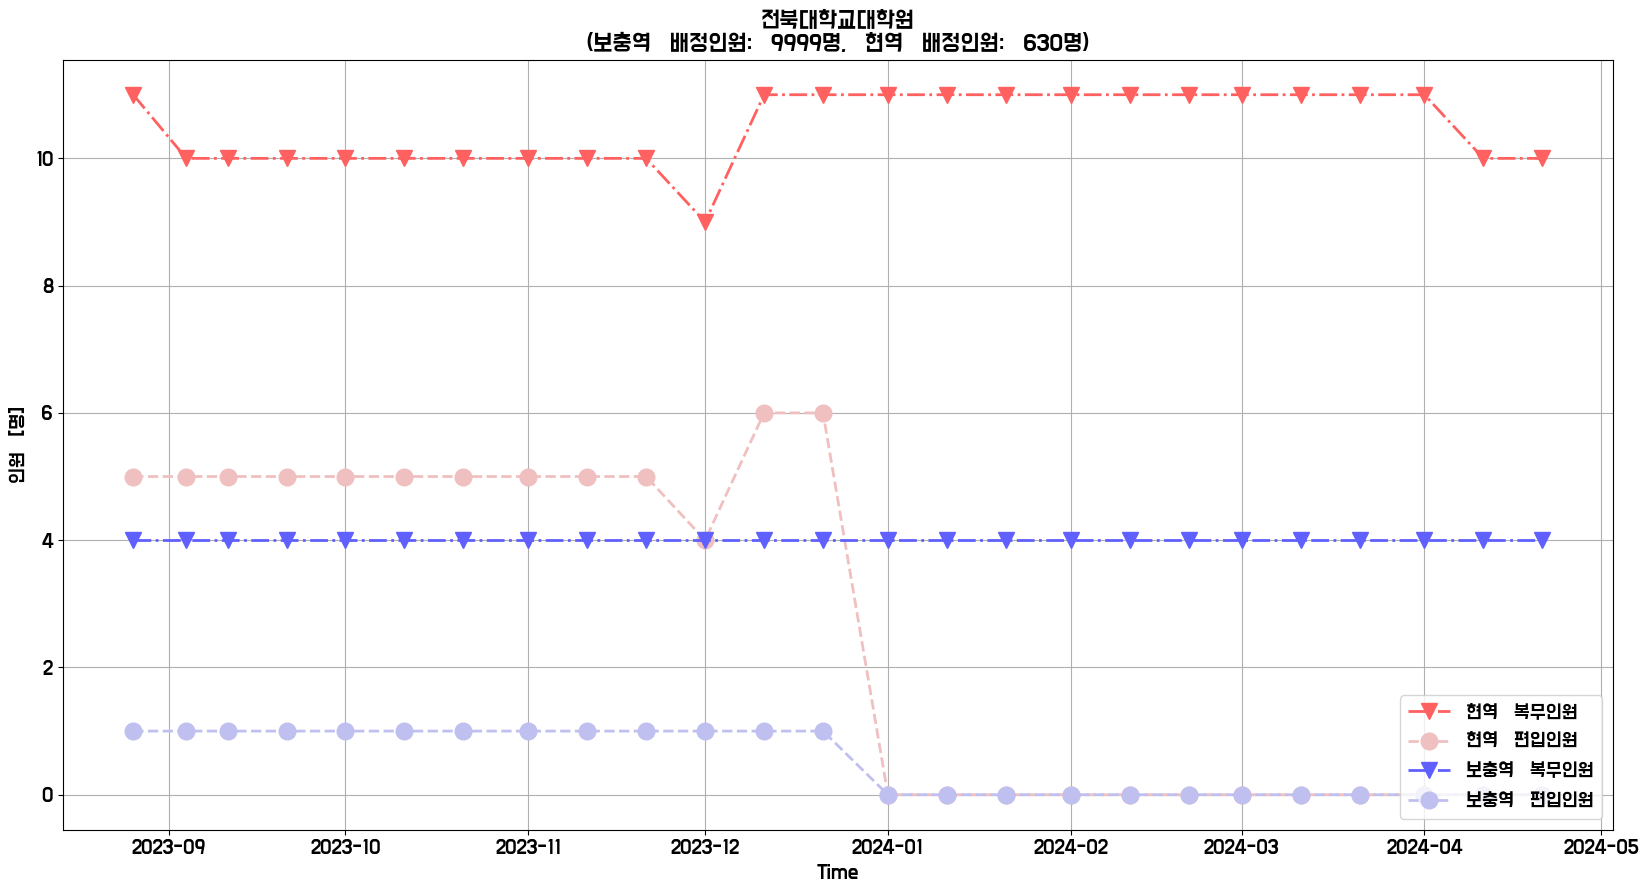 전북대학교대학원
(보충역 배정인원: 9999명, 현역 배정인원: 630명)
10
8
6
4
2
0
인원 [명]
현역 복무인원
현역 편입인원
보충역 복무인원
보충역 편입인원
2023-09 2023-10 2023-11 2023-12 2024-01 2024-02 2024-03 2024-04 2024-05
Time